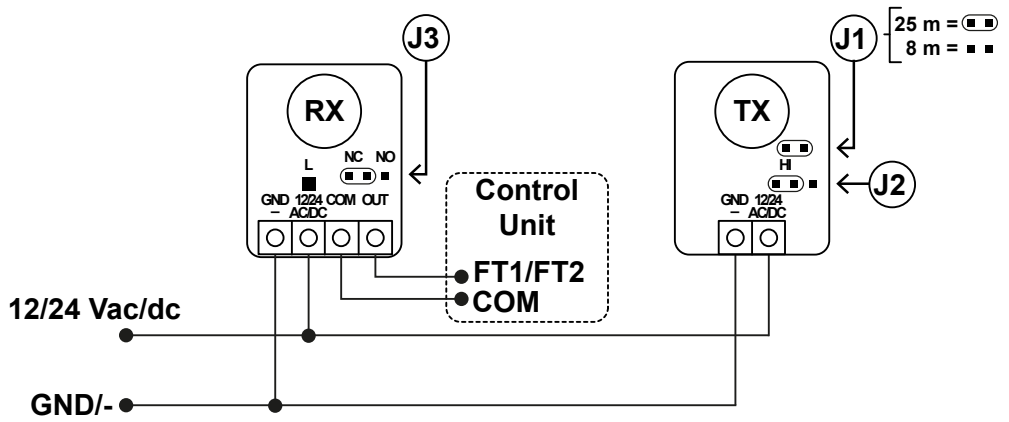 J3
J1
25 m =
8 m =
RX
TX
L
NC NO
HI
J2
GND 12/24 COM OUT
– AC/DC
GND 12/24
– AC/DC
Control
Unit
FT1/FT2
COM
12/24 Vac/dc
GND/-